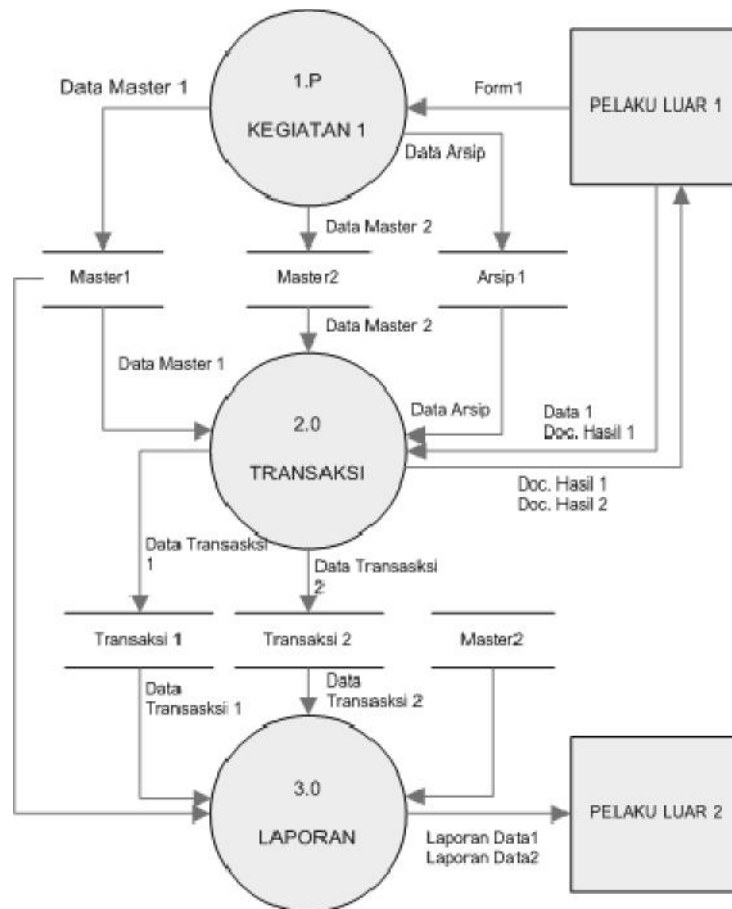 Data Master 1
1.P
KEGIATAN 1
Form1
PELAKU LUAR 1
Data Arsip
Data Master 2
Master1
Master2
Arsip 1
Data Master 2
Data Master 1
Data Arsip
Data 1
Doc. Hasil 1
2.0
TRANSAKSI
Doc. Hasil 1
Doc. Hasil 2
Data Transasksi
1
Data Transasksi
2
Transaksi 1
Transaksi 2
Master2
Data
Transasksi 1
Data
Transasksi 2
3.0
LAPORAN
PELAKU LUAR 2
Laporan Data1
Laporan Data2